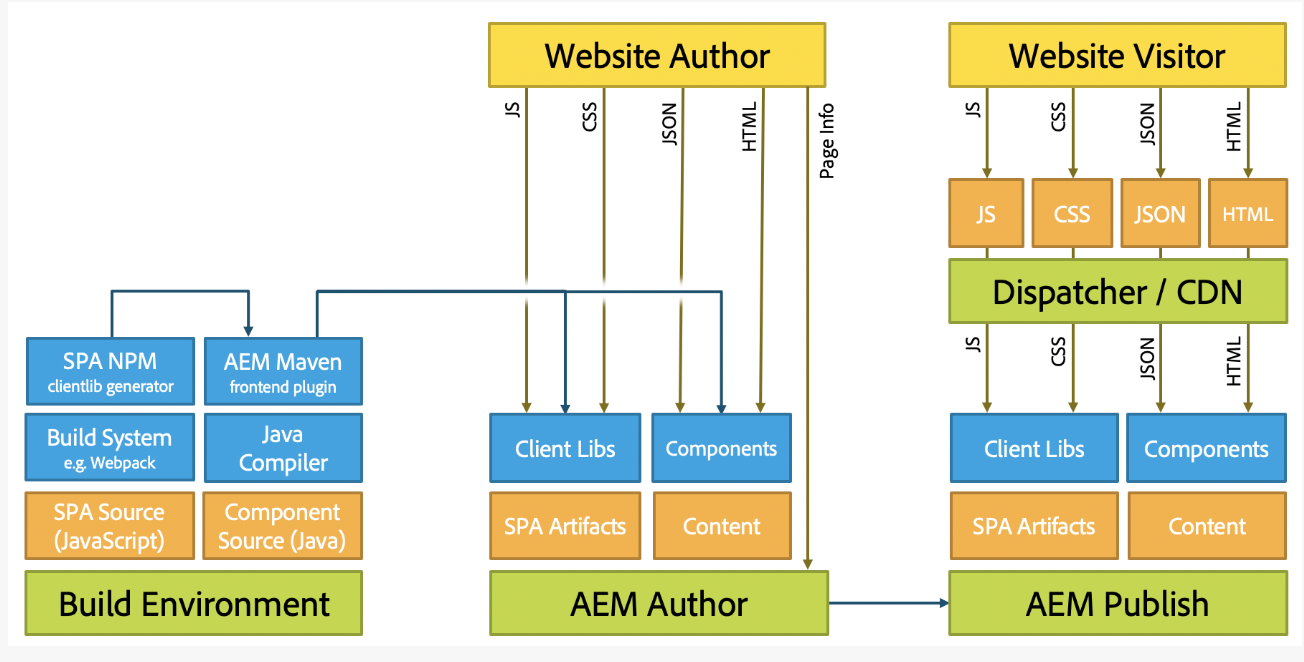 Website Author
Website Visitor
JS
CSS
JSON
HTML
Page Info
JS
CSS
JSON
HTML
JS
CSS
JSON
HTML
Dispatcher / CDN
JS
CSS
JSON
HTML
SPA NPM
clientlib generator
AEM Maven
frontend plugin
Build System
e.g. Webpack
Java
Compiler
SPA Source
(JavaScript)
Component
Source (Java)
Build Environment
Client Libs
Components
SPA Artifacts
Content
AEM Author
Client Libs
Components
SPA Artifacts
Content
AEM Publish